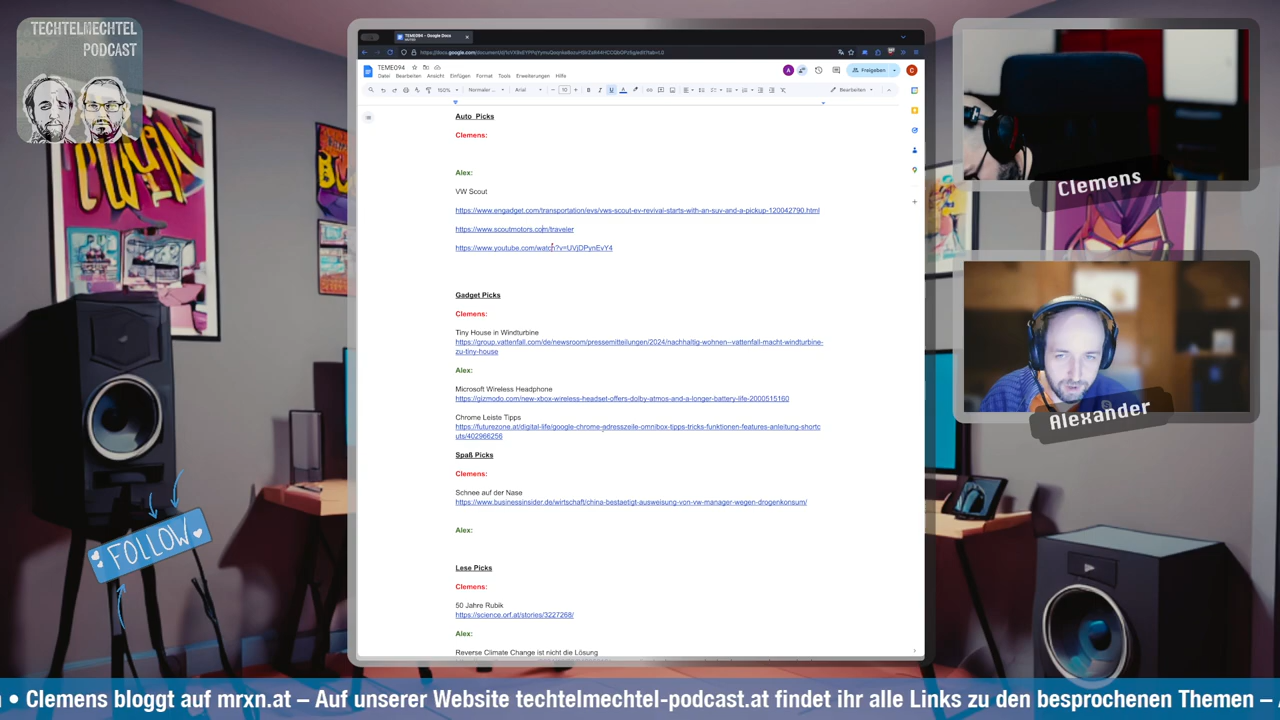 TECHTELMECHTEL
PODCAST
TEME094 – Google Docs
TEME094
Datei Bearbeiten Ansicht Einfügen Format Tools Erweiterungen Hilfe
Freigeben
100% Normaler ... Arial 10 Bearbeiten
Auto Picks
Clemens:
Alex:
VW Scout
https://www.engadget.com/transportation/evs/vws-scout-ev-revival-starts-with-an-suv-and-a-pickup-120042790.html
https://www.scoutmotors.com/traveler
https://www.youtube.com/watch?v=UVjDPynEvY4
Gadget Picks
Clemens:
Tiny House in Windturbine
https://group.vattenfall.com/de/newsroom/pressemitteilungen/2024/nachhaltig-wohnen--vattenfall-macht-windturbine-
zu-tiny-house
Alex:
Microsoft Wireless Headphone
https://gizmodo.com/new-xbox-wireless-headset-offers-dolby-atmos-and-a-longer-battery-life-2000515160
Chrome Leiste Tipps
https://futurezone.at/digital-life/google-chrome-adresszeile-omnibox-tipps-tricks-funktionen-features-anleitung-shortc
uts/402966256
Spaß Picks
Clemens:
Schnee auf der Nase
https://www.businessinsider.de/wirtschaft/china-bestaetigt-ausweisung-von-vw-manager-wegen-drogenkonsum/
Alex:
Lese Picks
Clemens:
50 Jahre Rubik
https://science.orf.at/stories/3227268/
Alex:
Reverse Climate Change ist nicht die Lösung
Clemens
Alexander
FOLLOW
• Clemens bloggt auf mrxn.at – Auf unserer Website techtelmechtel-podcast.at findet ihr alle Links zu den besprochenen Themen –